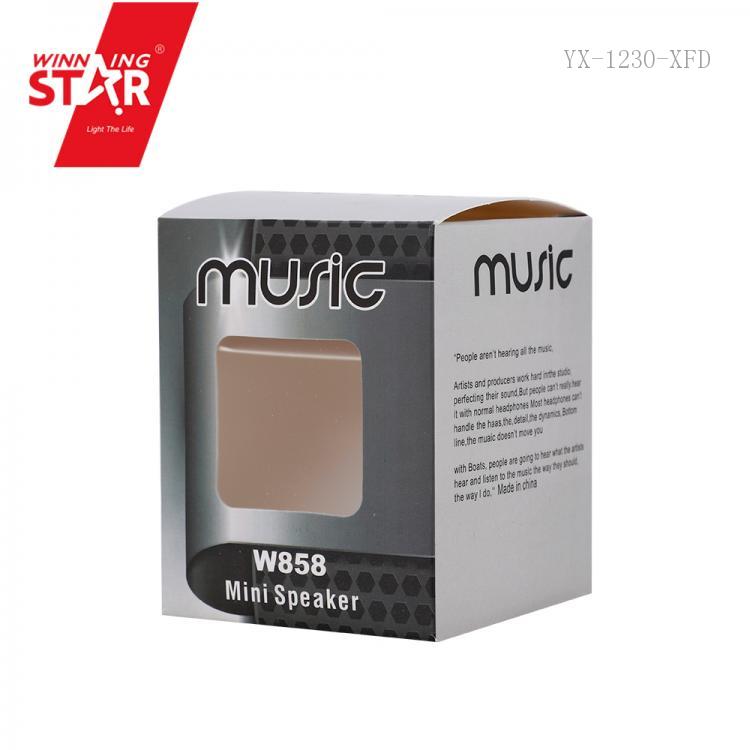 WINNING
STAR®
Light The Life
YX-1230-XFD
music
W858
Mini Speaker
music
"People aren't hearing all the music,
Artists and producers work hard inrthe studio,
perfecting their sound,But people can't really hear
it with normal headphones Most headphones can't
handle the haas,the,detail,the dynamics, Bottom
line,the muaic doesn't move you
with Boats, people are going to hear what the artists
hear and listen to the music the way they should,
the way I do," Made in china